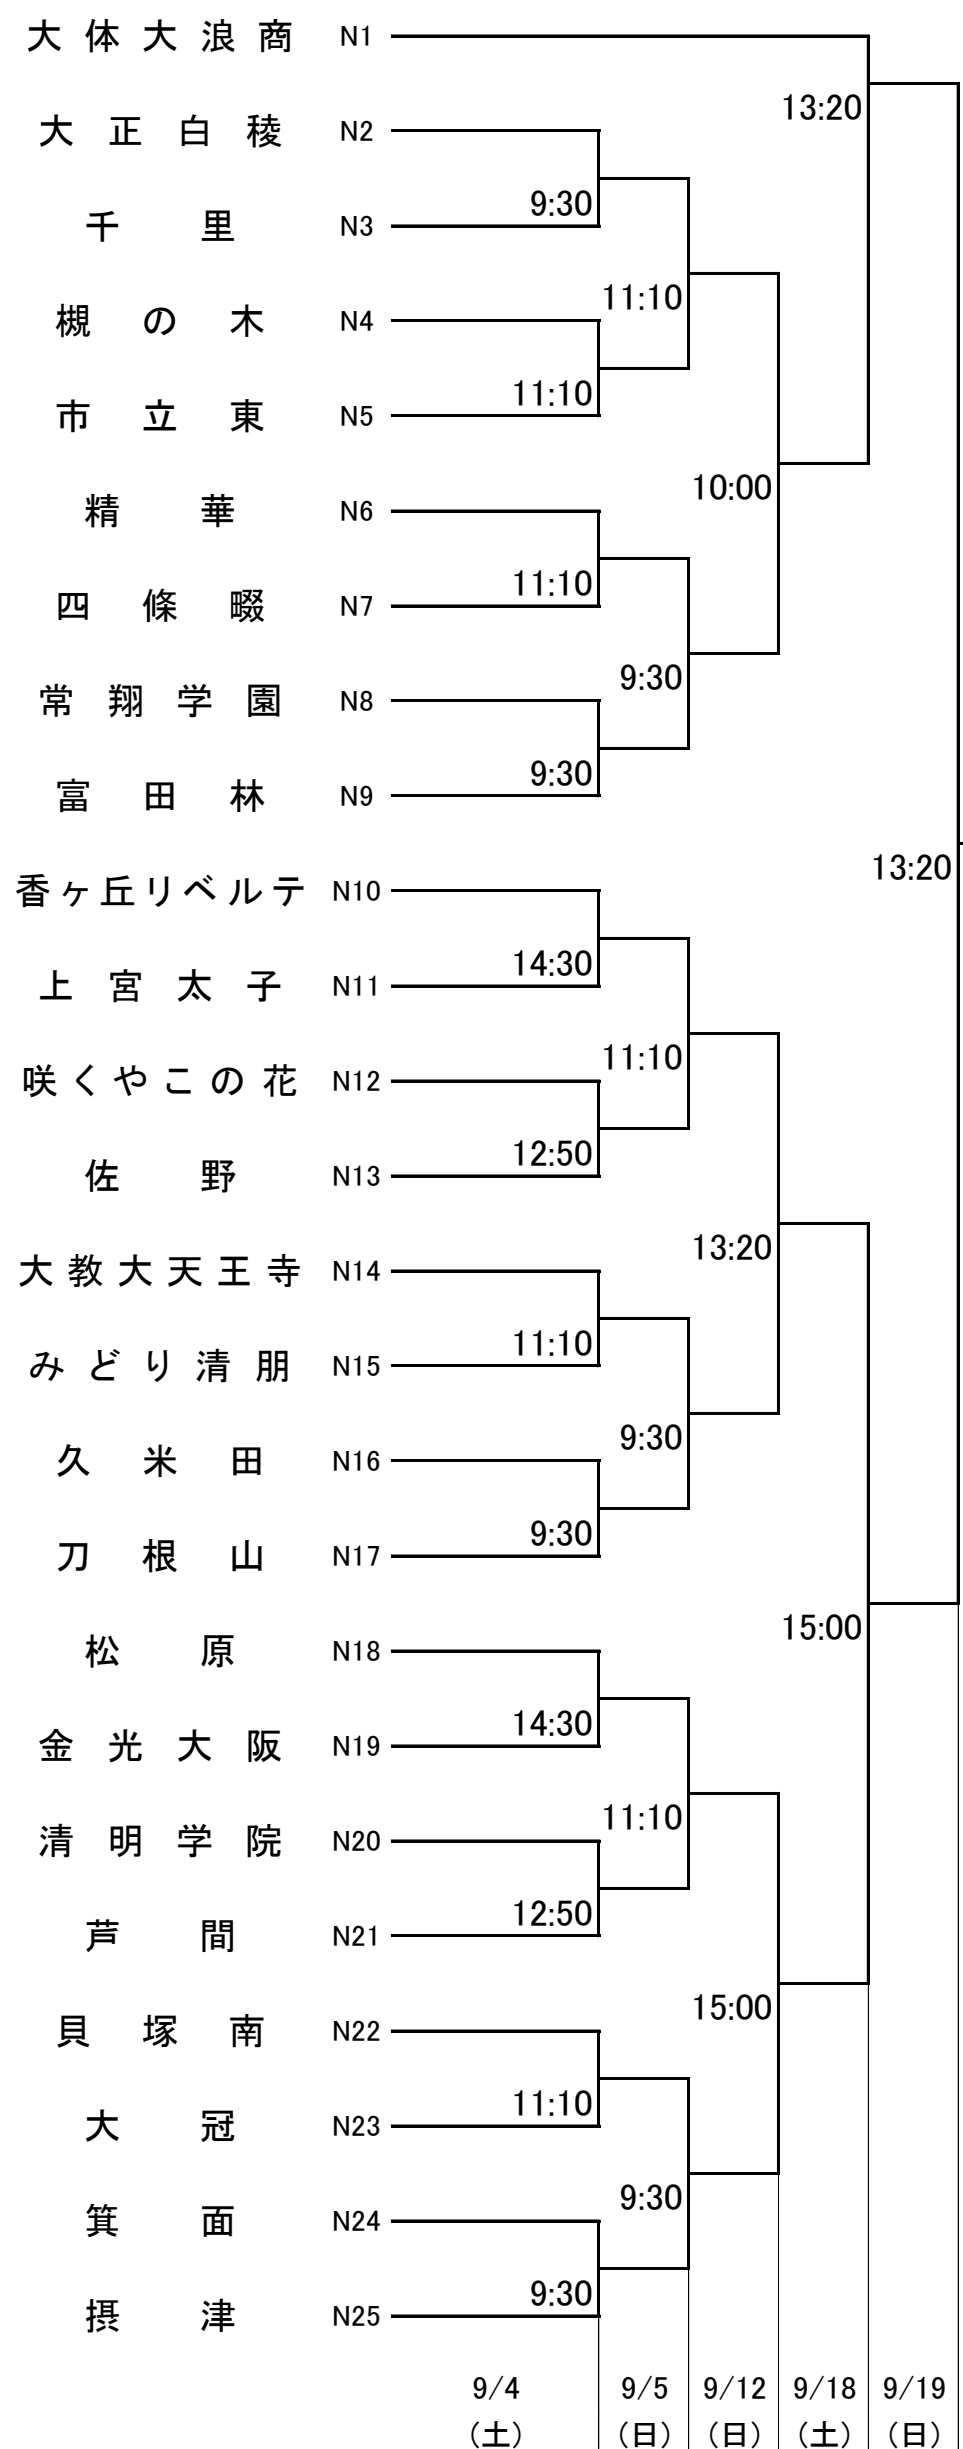 大体大浪商 N1
13:20
大正白稜 N2
9:30
千里 N3
11:10
槻の木 N4
11:10
市立東 N5
10:00
精華 N6
11:10
四條畷 N7
9:30
常翔学園 N8
9:30
富田林 N9
13:20
香ヶ丘リベルテ N10
14:30
上宮太子 N11
11:10
咲くやこの花 N12
12:50
佐野 N13
13:20
大教大天王寺 N14
11:10
みどり清朋 N15
9:30
久米田 N16
9:30
刀根山 N17
15:00
松原 N18
14:30
金光大阪 N19
11:10
清明学院 N20
12:50
芦間 N21
15:00
貝塚南 N22
11:10
大冠 N23
9:30
箕面 N24
9:30
摂津 N25
9/4 9/5 9/12 9/18 9/19
（土） （日） （日） （土） （日）